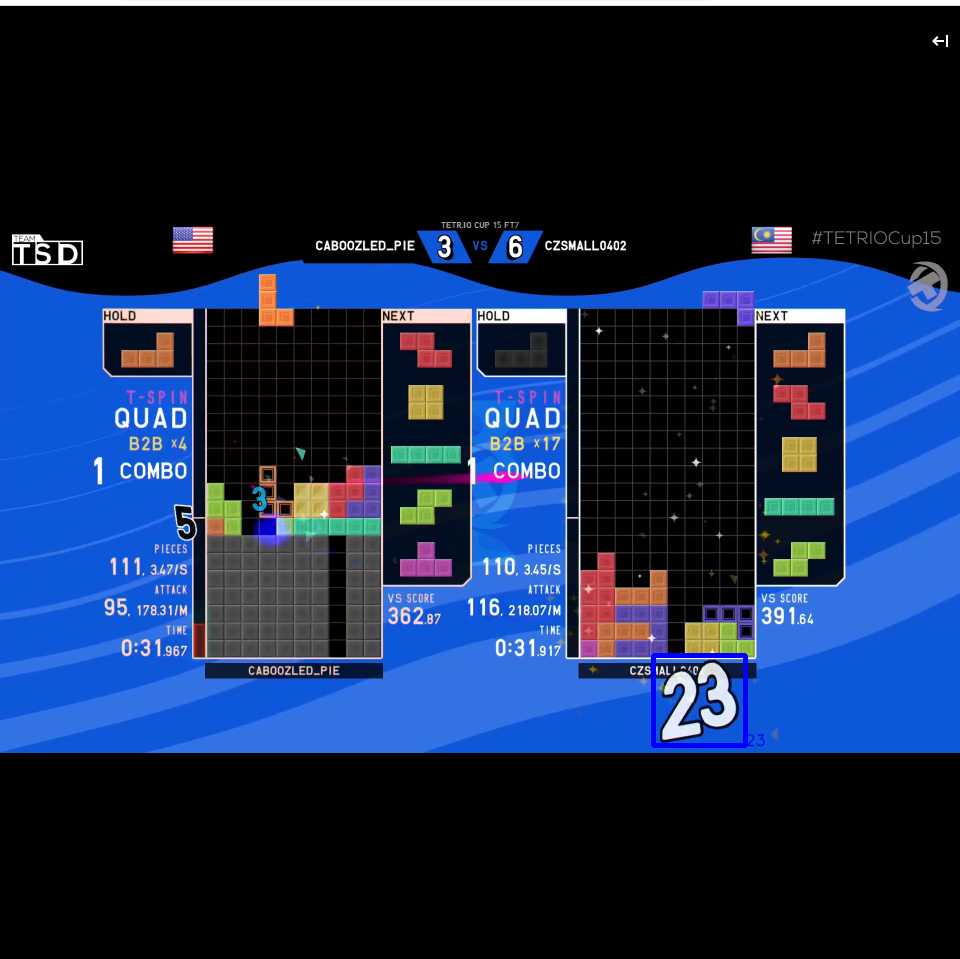 TETR.IO CUP 15 FT7
TEAM
TSD
CABOOZLED_PIE 3 VS 6 CZSMALL0402
#TETRIOCup15
HOLD
NEXT
T-SPIN
QUAD
B2B ×4
1 COMBO
3
5
PIECES
111, 3.47/S
ATTACK
95, 178.31/M
TIME
0:31.967
VS SCORE
362.87
CABOOZLED_PIE
HOLD
NEXT
T-SPIN
QUAD
B2B ×17
1 COMBO
PIECES
110, 3.45/S
ATTACK
116, 218.07/M
TIME
0:31.917
VS SCORE
391.64
23
23